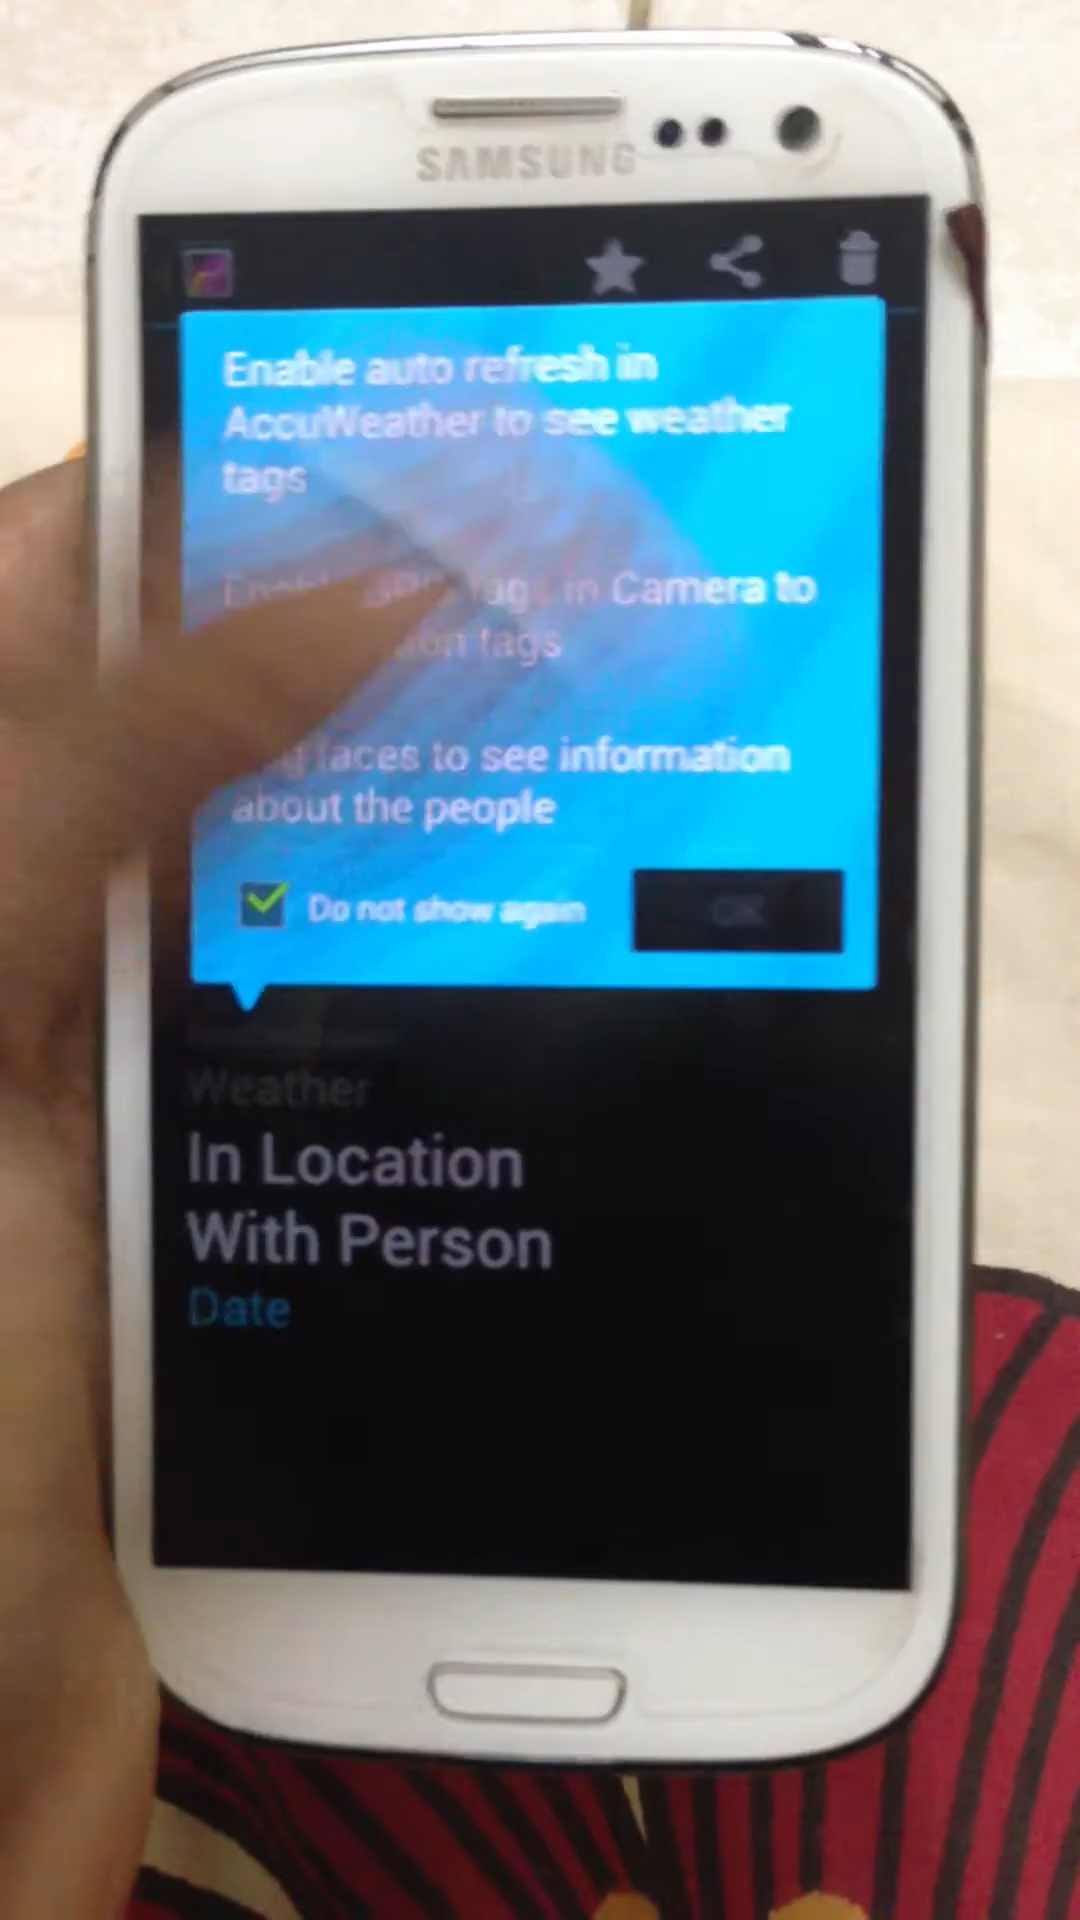 SAMSUNG
Enable auto refresh in
AccuWeather to see weather
tags
in Camera to
tags
faces to see information
about the people
Do not show again
OK
Weather
In Location
With Person
Date